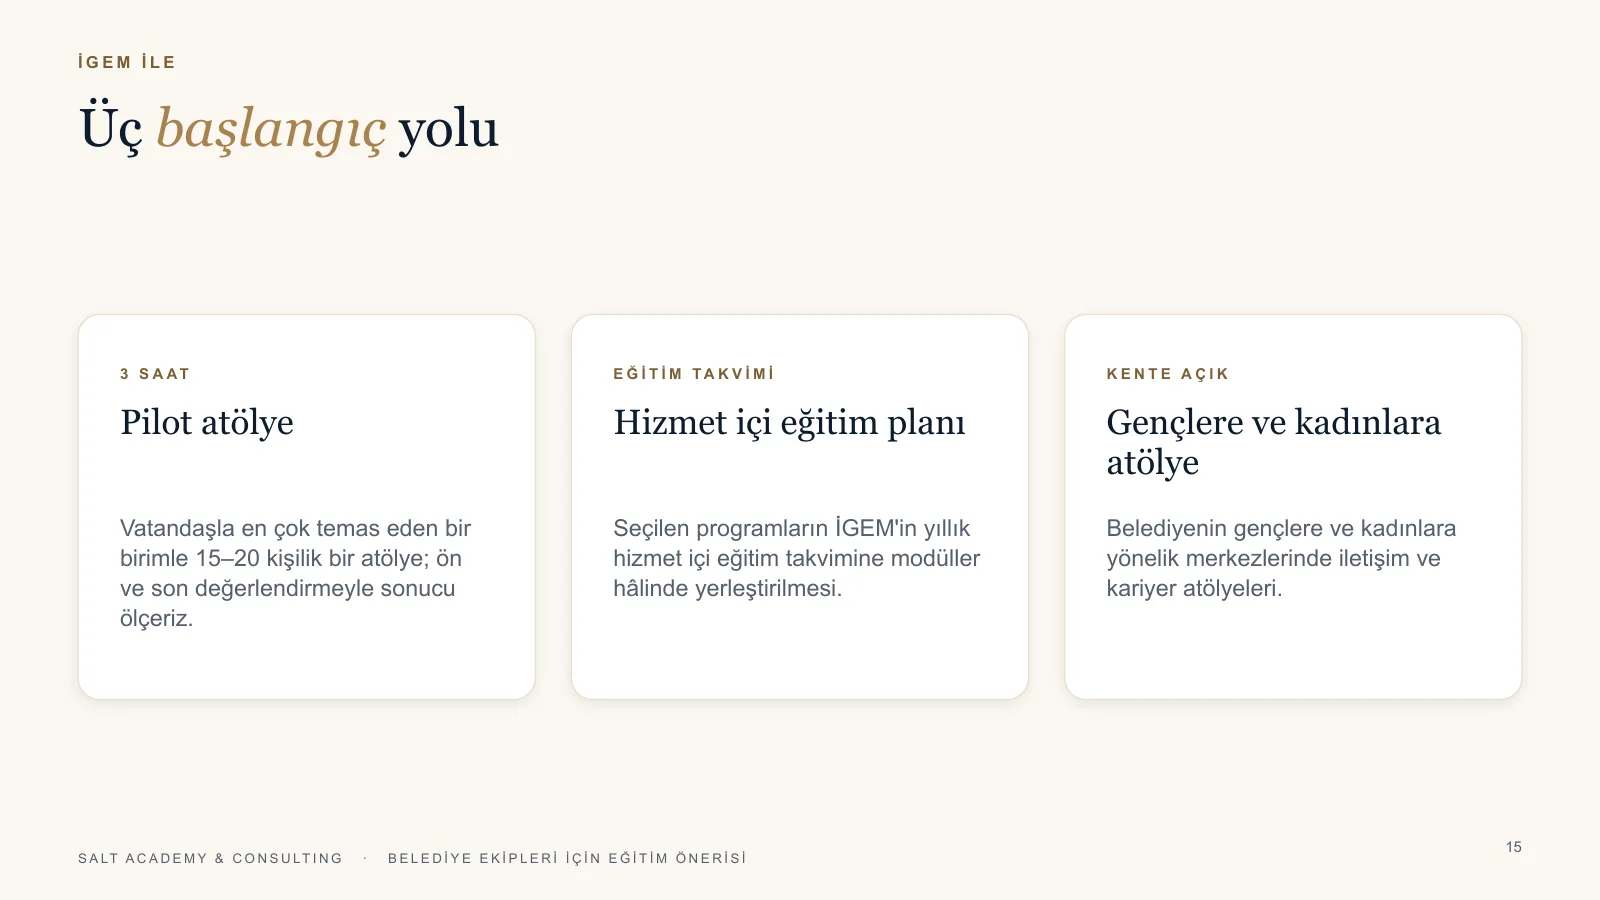 İGEM İLE
Üç başlangıç yolu
3 SAAT
Pilot atölye
Vatandaşla en çok temas eden bir
birimle 15–20 kişilik bir atölye; ön
ve son değerlendirmeyle sonucu
ölçeriz.
EĞİTİM TAKVİMİ
Hizmet içi eğitim planı
Seçilen programların İGEM'in yıllık
hizmet içi eğitim takvimine modüller
hâlinde yerleştirilmesi.
KENTE AÇIK
Gençlere ve kadınlara
atölye
Belediyenin gençlere ve kadınlara
yönelik merkezlerinde iletişim ve
kariyer atölyeleri.
SALT ACADEMY & CONSULTING · BELEDİYE EKİPLERİ İÇİN EĞİTİM ÖNERİSİ
15